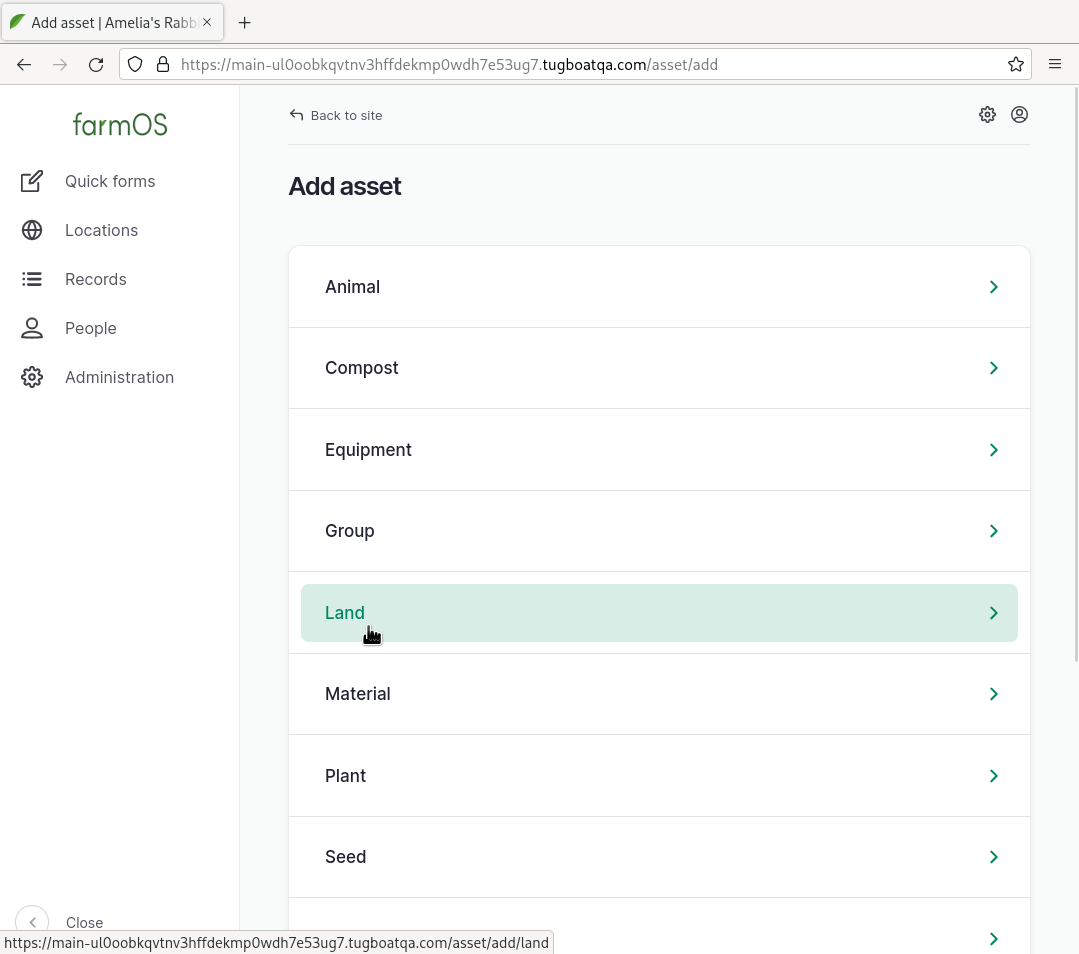 Add asset | Amelia's Rabb
https://main-ul0oobkqvtnv3hffdekmp0wdh7e53ug7.tugboatqa.com/asset/add
farmOS
Quick forms
Locations
Records
People
Administration
Close
Back to site
Add asset
Animal
Compost
Equipment
Group
Land
Material
Plant
Seed
https://main-ul0oobkqvtnv3hffdekmp0wdh7e53ug7.tugboatqa.com/asset/add/land